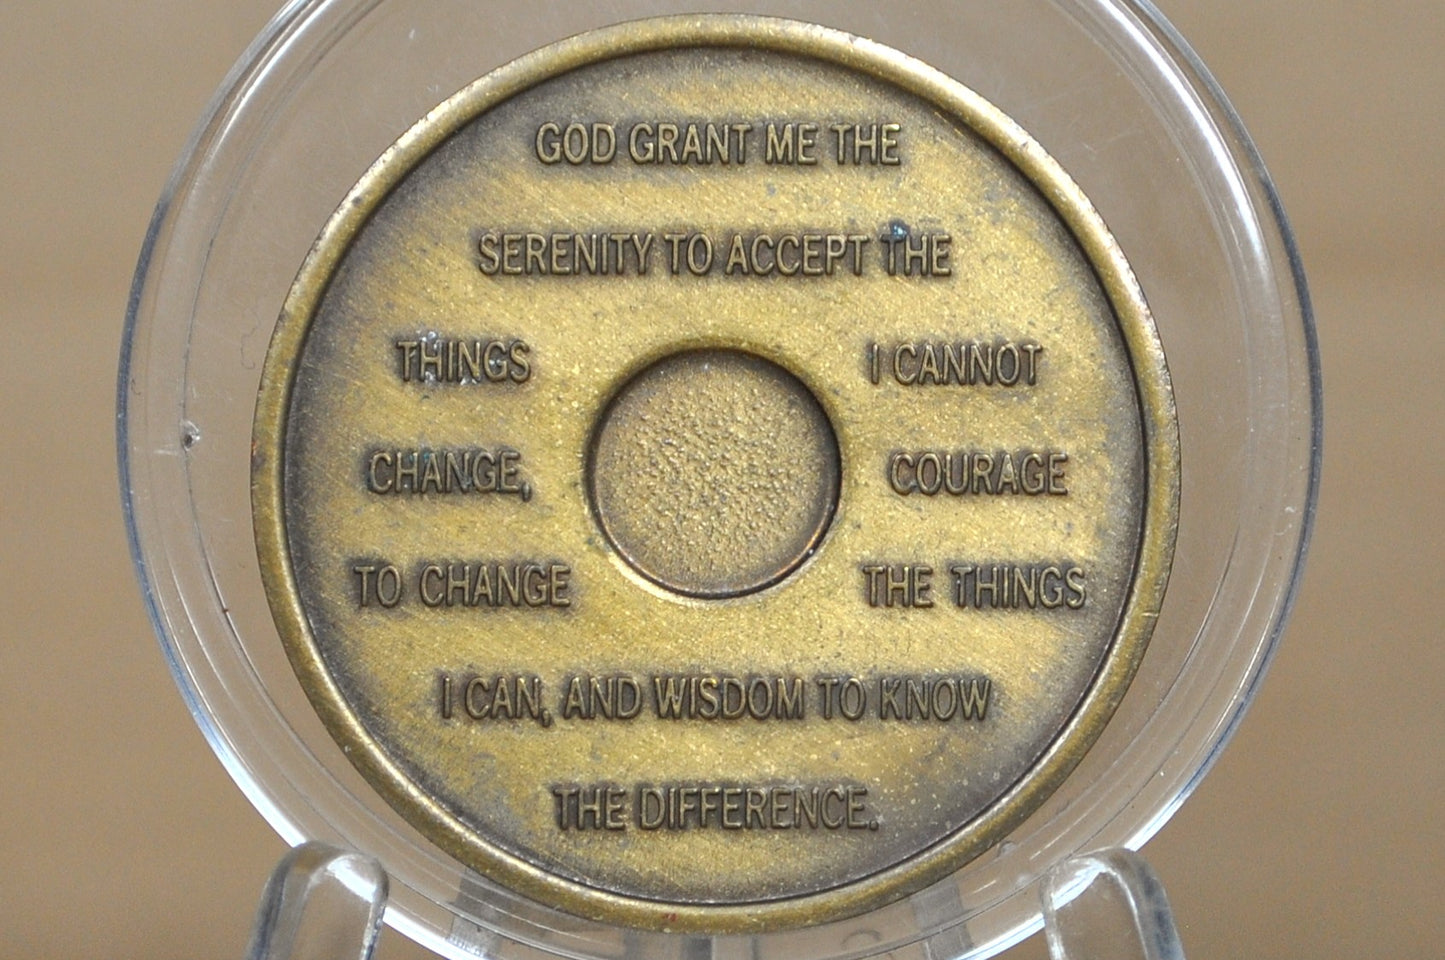 GOD GRANT ME THE
SERENITY TO ACCEPT THE
THINGS I CANNOT
CHANGE, COURAGE
TO CHANGE THE THINGS
I CAN, AND WISDOM TO KNOW
THE DIFFERENCE.